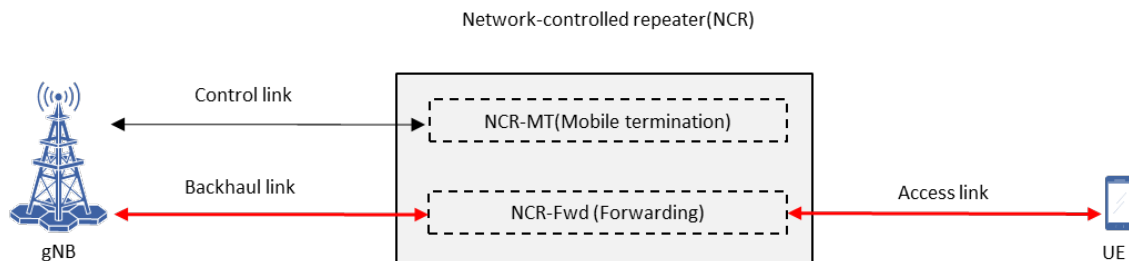 Network-controlled repeater(NCR)
Control link
NCR-MT(Mobile termination)
Backhaul link
NCR-Fwd (Forwarding)
Access link
gNB
UE